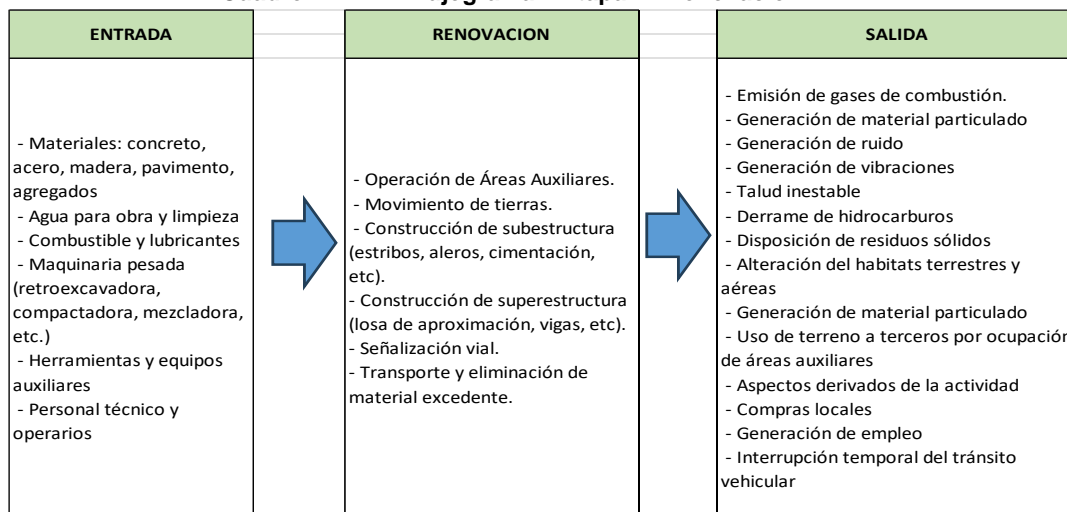 ENTRADA
- Materiales: concreto,
acero, madera, pavimento,
agregados
- Agua para obra y limpieza
- Combustible y lubricantes
- Maquinaria pesada
(retroexcavadora,
compactadora, mezcladora,
etc.)
- Herramientas y equipos
auxiliares
- Personal técnico y
operarios
RENOVACION
- Operación de Áreas Auxiliares.
- Movimiento de tierras.
- Construcción de subestructura
(estribos, aleros, cimentación,
etc).
- Construcción de superestructura
(losa de aproximación, vigas, etc).
- Señalización vial.
- Transporte y eliminación de
material excedente.
SALIDA
- Emisión de gases de combustión.
- Generación de material particulado
- Generación de ruido
- Generación de vibraciones
- Talud inestable
- Derrame de hidrocarburos
- Disposición de residuos sólidos
- Alteración del habitats terrestres y
aéreas
- Generación de material particulado
- Uso de terreno a terceros por ocupación
de áreas auxiliares
- Aspectos derivados de la actividad
- Compras locales
- Generación de empleo
- Interrupción temporal del tránsito
vehicular